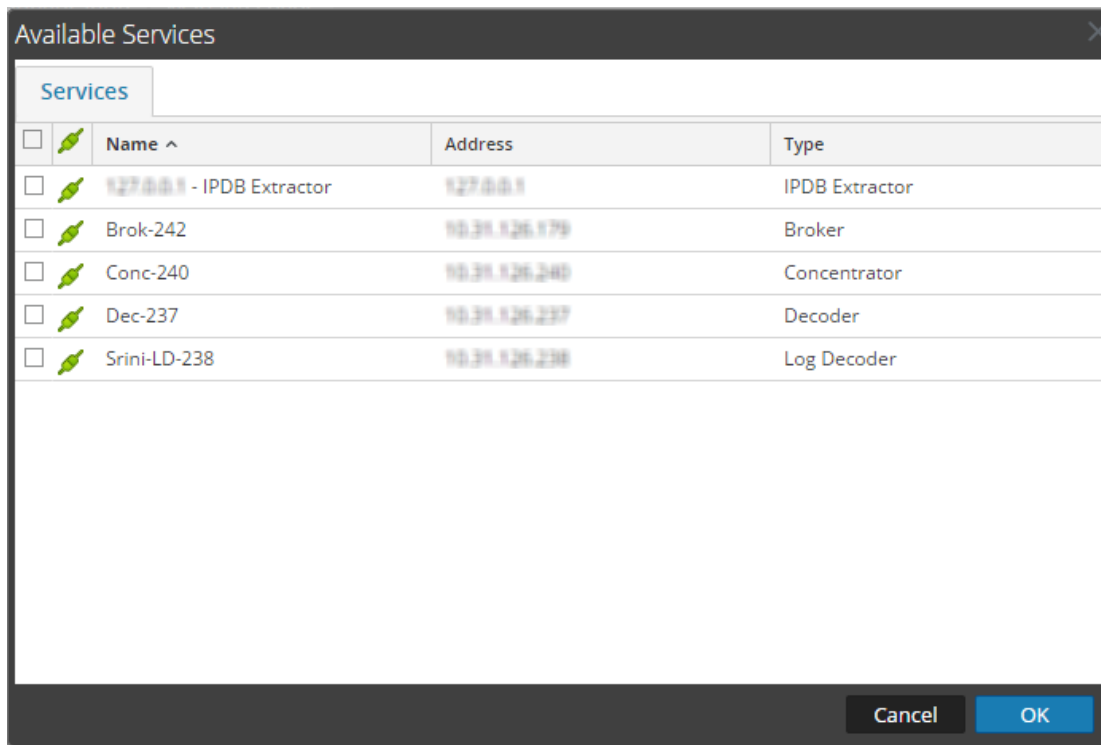 Available Services
Services
Name Address Type
- IPDB Extractor IPDB Extractor
Brok-242 Broker
Conc-240 Concentrator
Dec-237 Decoder
Srini-LD-238 Log Decoder
Cancel OK